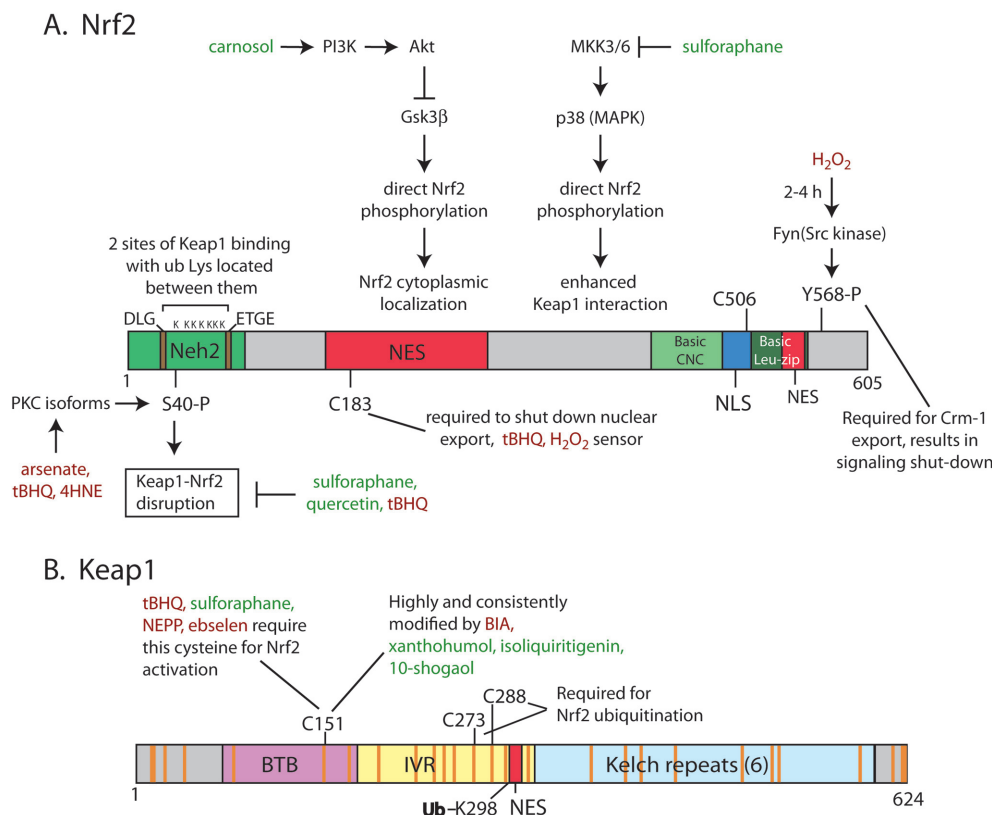 A. Nrf2
carnosol PI3K Akt MKK3/6 sulforaphane
Gsk3β p38 (MAPK)
H₂O₂
2-4 h
direct Nrf2
phosphorylation
direct Nrf2
phosphorylation
Fyn(Src kinase)
2 sites of Keap1 binding
with ub Lys located
between them
Nrf2 cytoplasmic
localization
enhanced
Keap1 interaction
C506 Y568-P
DLG K KKKKKK ETGE
Neh2 NES
Basic
CNC
Basic
Leu-zip
1 605
PKC isoforms S40-P C183 NLS NES
required to shut down nuclear
export, tBHQ, H₂O₂ sensor
Required for Crm-1
export, results in
signaling shut-down
arsenate,
tBHQ, 4HNE
Keap1-Nrf2
disruption
sulforaphane,
quercetin, tBHQ
B. Keap1
tBHQ, sulforaphane,
NEPP, ebselen require
this cysteine for Nrf2
activation
Highly and consistently
modified by BIA,
xanthohumol, isoliquiritigenin,
10-shogaol
C151 C273 C288
Required for
Nrf2 ubiquitination
BTB IVR Kelch repeats (6)
1 624
Ub–K298 NES